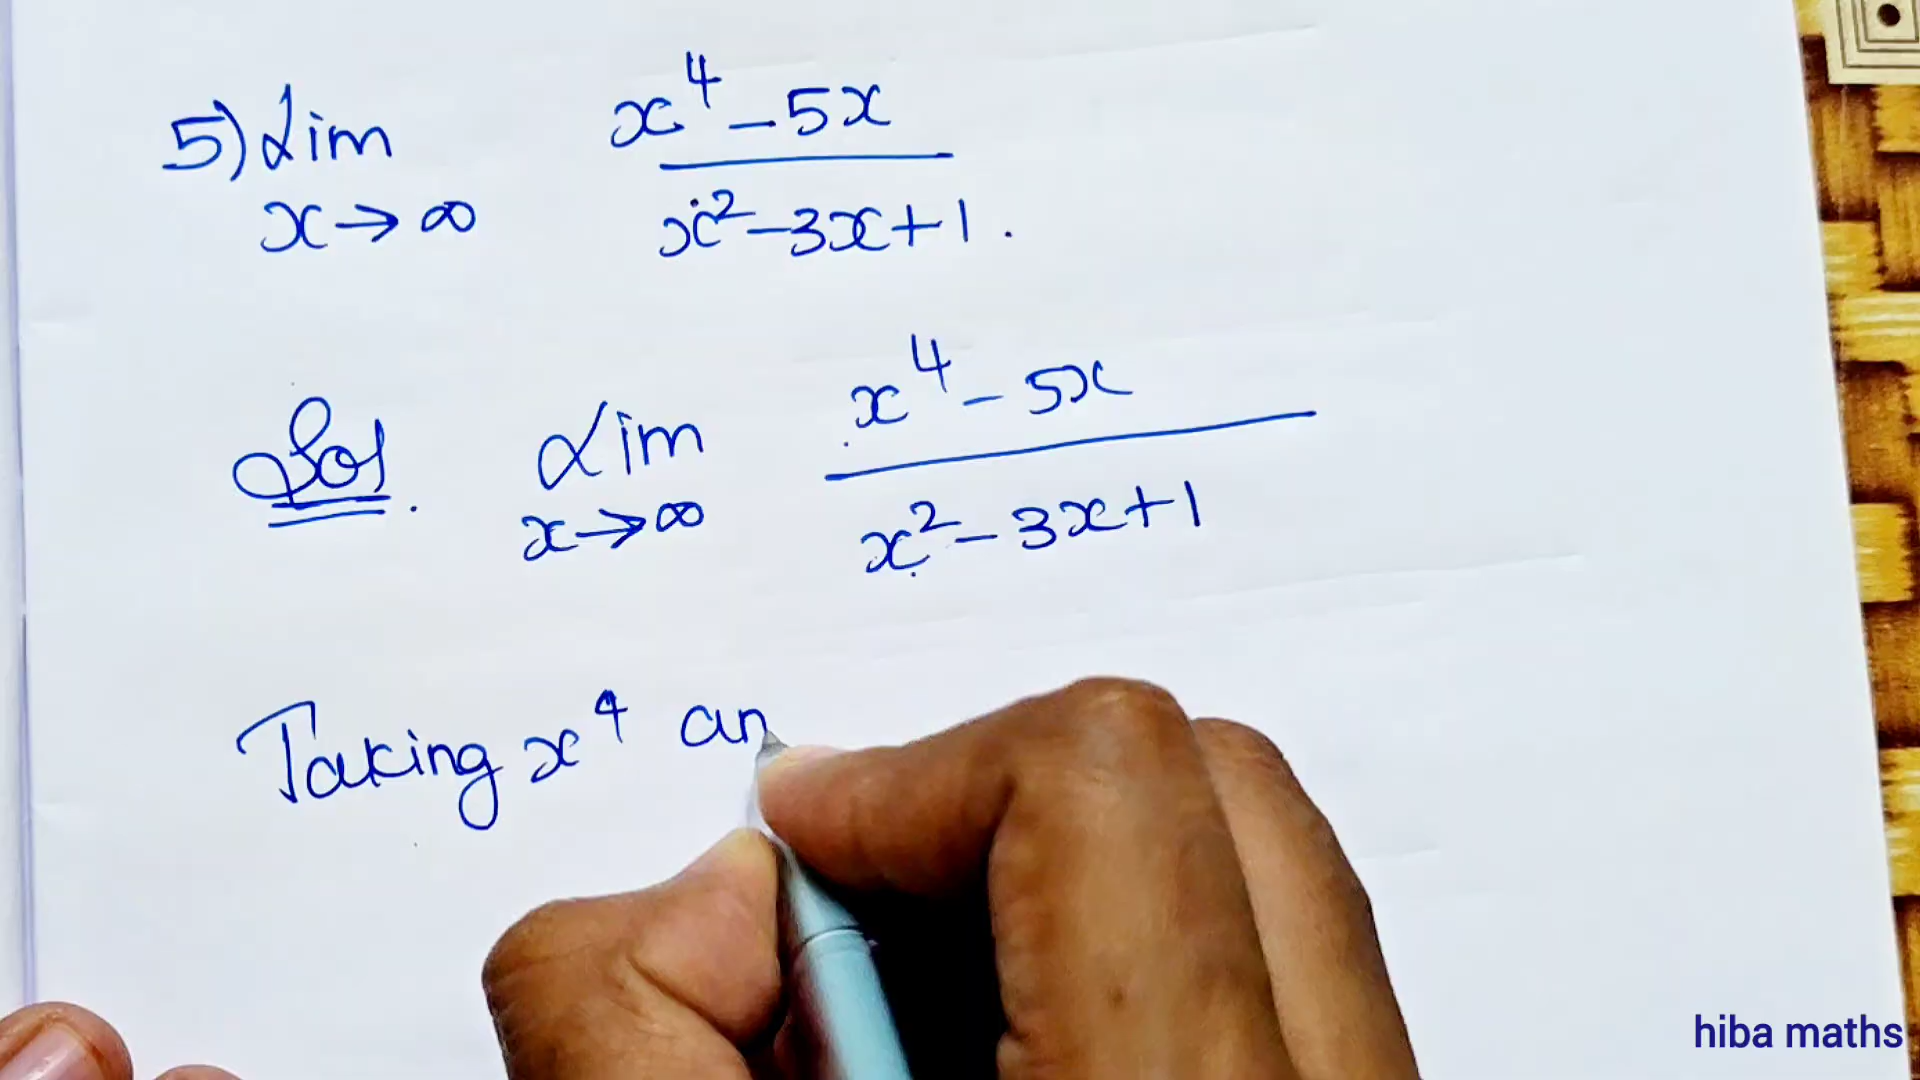 5) Lim x⁴ - 5x
x→∞ x² - 3x + 1 .
Sol. Lim x⁴ - 5x
x→∞ x² - 3x + 1
Taking x⁴ an
hiba maths